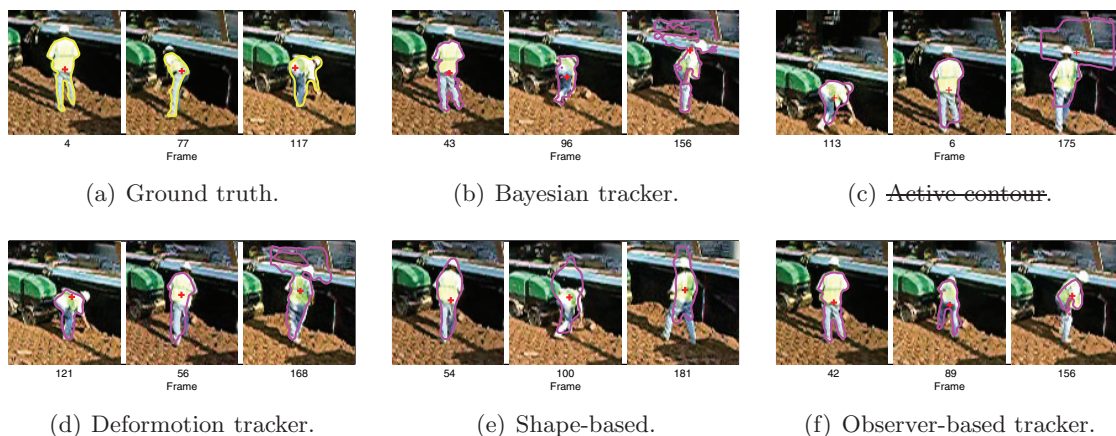 4 77 117
Frame
43 96 156
Frame
113 6 175
Frame
(a) Ground truth. (b) Bayesian tracker. (c) Active contour.
121 56 168
Frame
54 100 181
Frame
42 89 156
Frame
(d) Deformotion tracker. (e) Shape-based. (f) Observer-based tracker.